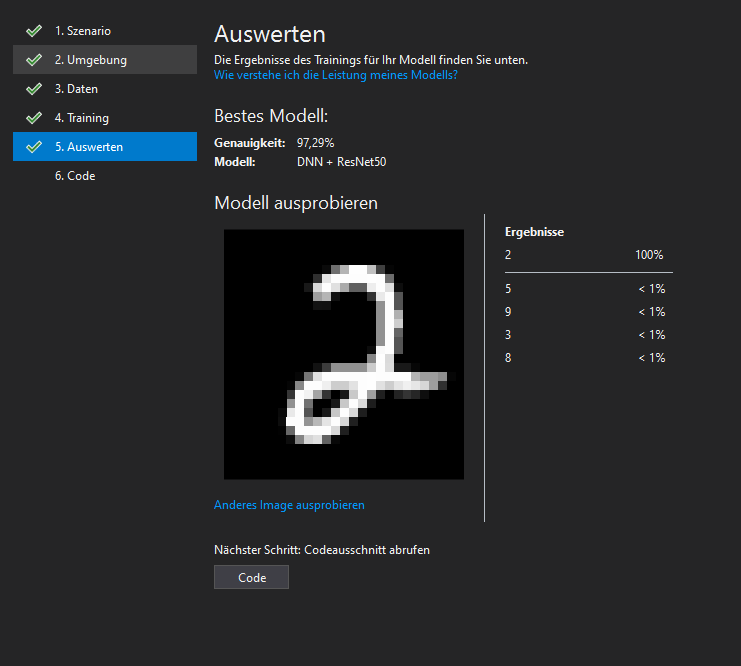 1. Szenario
2. Umgebung
3. Daten
4. Training
5. Auswerten
6. Code
Auswerten
Die Ergebnisse des Trainings für Ihr Modell finden Sie unten.
Wie verstehe ich die Leistung meines Modells?
Bestes Modell:
Genauigkeit: 97,29%
Modell: DNN + ResNet50
Modell ausprobieren
2
Anderes Image ausprobieren
Nächster Schritt: Codeausschnitt abrufen
Code
Ergebnisse
2 100%
5 < 1%
9 < 1%
3 < 1%
8 < 1%